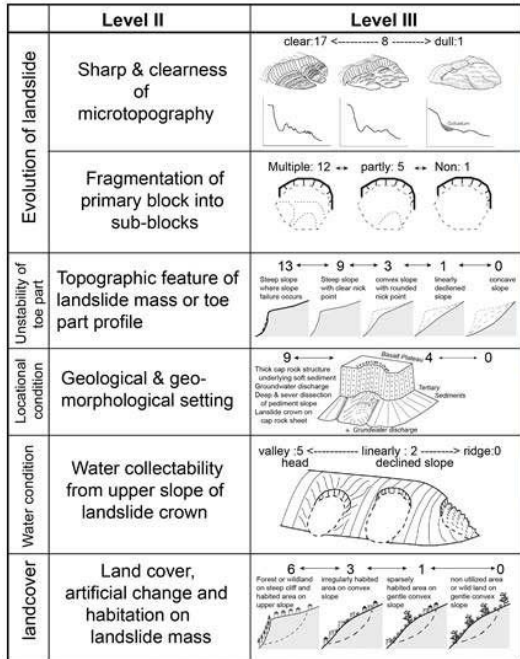 Level II
Level III
Evolution of landslide
Sharp & clearness
of
microtopography
clear:17 <---------- 8 --------> dull:1
Colluvium
Fragmentation of
primary block into
sub-blocks
Multiple: 12 partly: 5 Non: 1
Unstability of
toe part
Topographic feature of
landslide mass or toe
part profile
13 9 3 1 0
Steep slope
where slope
failure occurs
Steep slope
with clear nick
point
convex slope
with rounded
nick point
linearly
declined
slope
concave
slope
Locational
condition
Geological & geo-
morphological setting
9 4 0
Basalt Plateau
Thick cap rock structure
underlying soft sediment
Groundwater discharge
Deep & sever dissection
of pediment slope
Lanslide crown on
cap rock sheet
Tertiary
Sediments
Grundwater discharge
Water condition
Water collectability
from upper slope of
landslide crown
valley :5 <----------- linearly : 2 --------> ridge:0
head declined slope
landcover
Land cover,
artificial change and
habitation on
landslide mass
6 3 1 0
Forest or wildland
on steep cliff and
habited area on
upper slope
irregularly habited
area on convex
slope
sparsely
habited area on
gentle convex
slope
non utilized area
or wild land on
gentle convex
slope